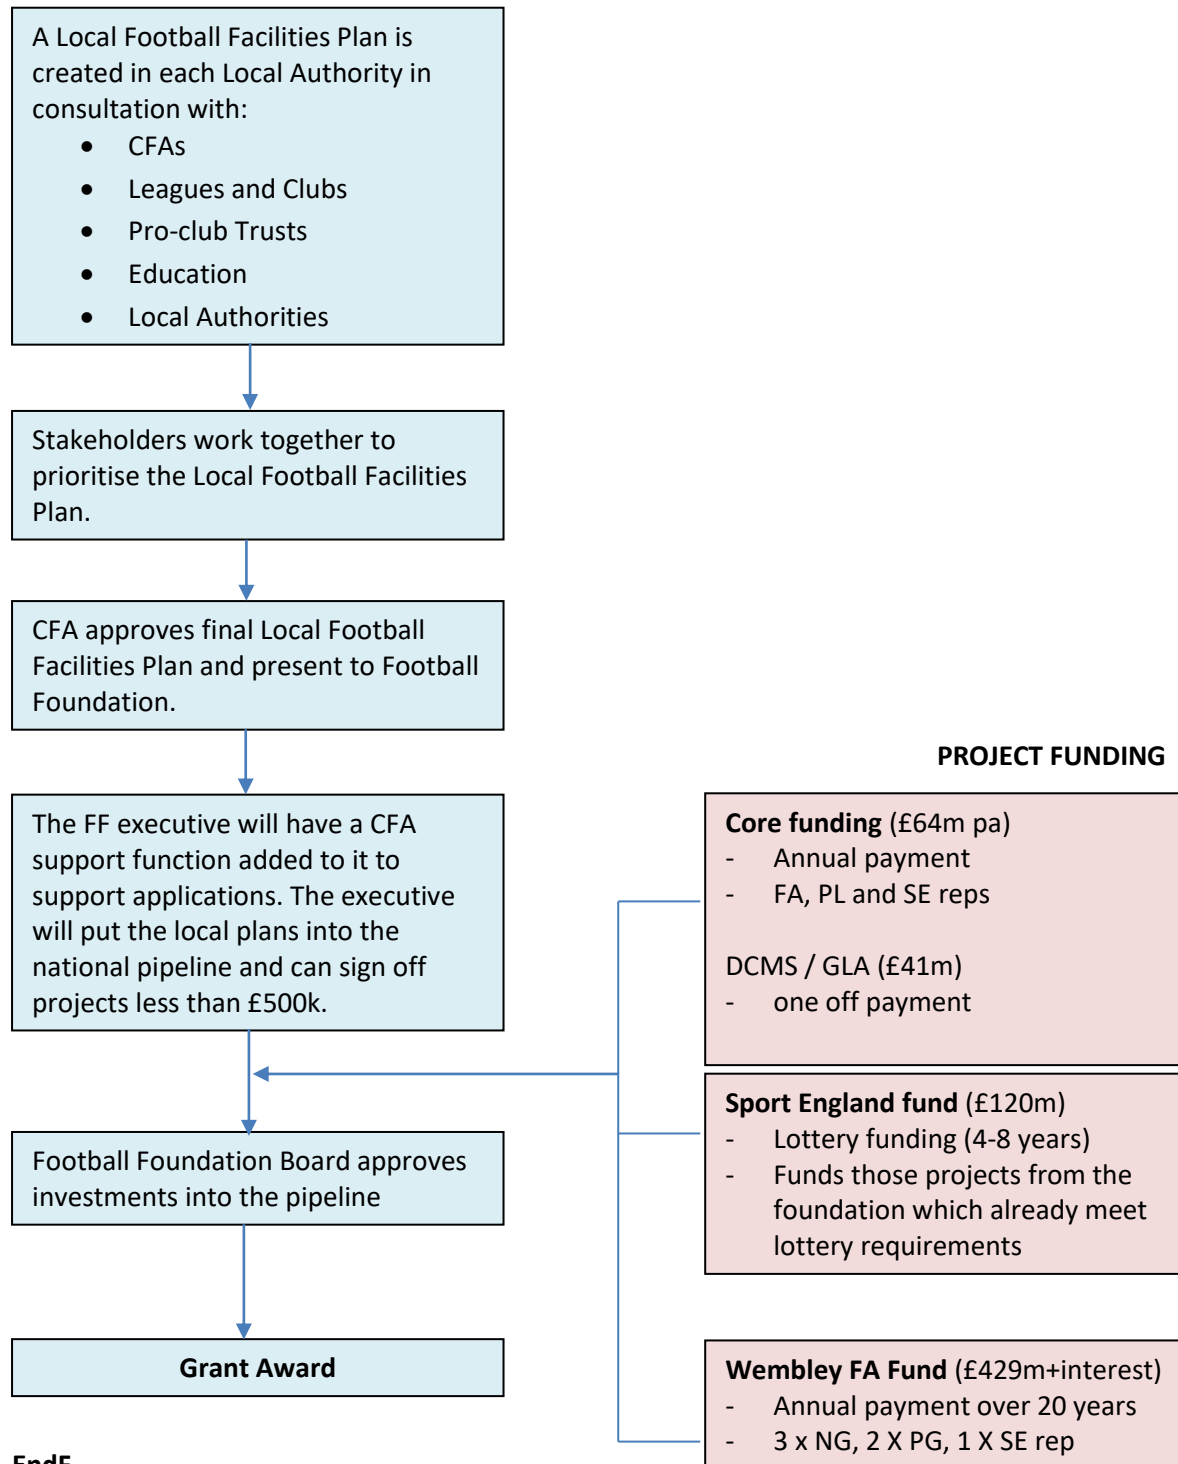 A Local Football Facilities Plan is
created in each Local Authority in
consultation with:
• CFAs
• Leagues and Clubs
• Pro-club Trusts
• Education
• Local Authorities
Stakeholders work together to
prioritise the Local Football Facilities
Plan.
CFA approves final Local Football
Facilities Plan and present to Football
Foundation.
The FF executive will have a CFA
support function added to it to
support applications. The executive
will put the local plans into the
national pipeline and can sign off
projects less than £500k.
Football Foundation Board approves
investments into the pipeline
Grant Award
PROJECT FUNDING
Core funding (£64m pa)
- Annual payment
- FA, PL and SE reps
DCMS / GLA (£41m)
- one off payment
Sport England fund (£120m)
- Lottery funding (4-8 years)
- Funds those projects from the
foundation which already meet
lottery requirements
Wembley FA Fund (£429m+interest)
- Annual payment over 20 years
- 3 x NG, 2 X PG, 1 X SE rep